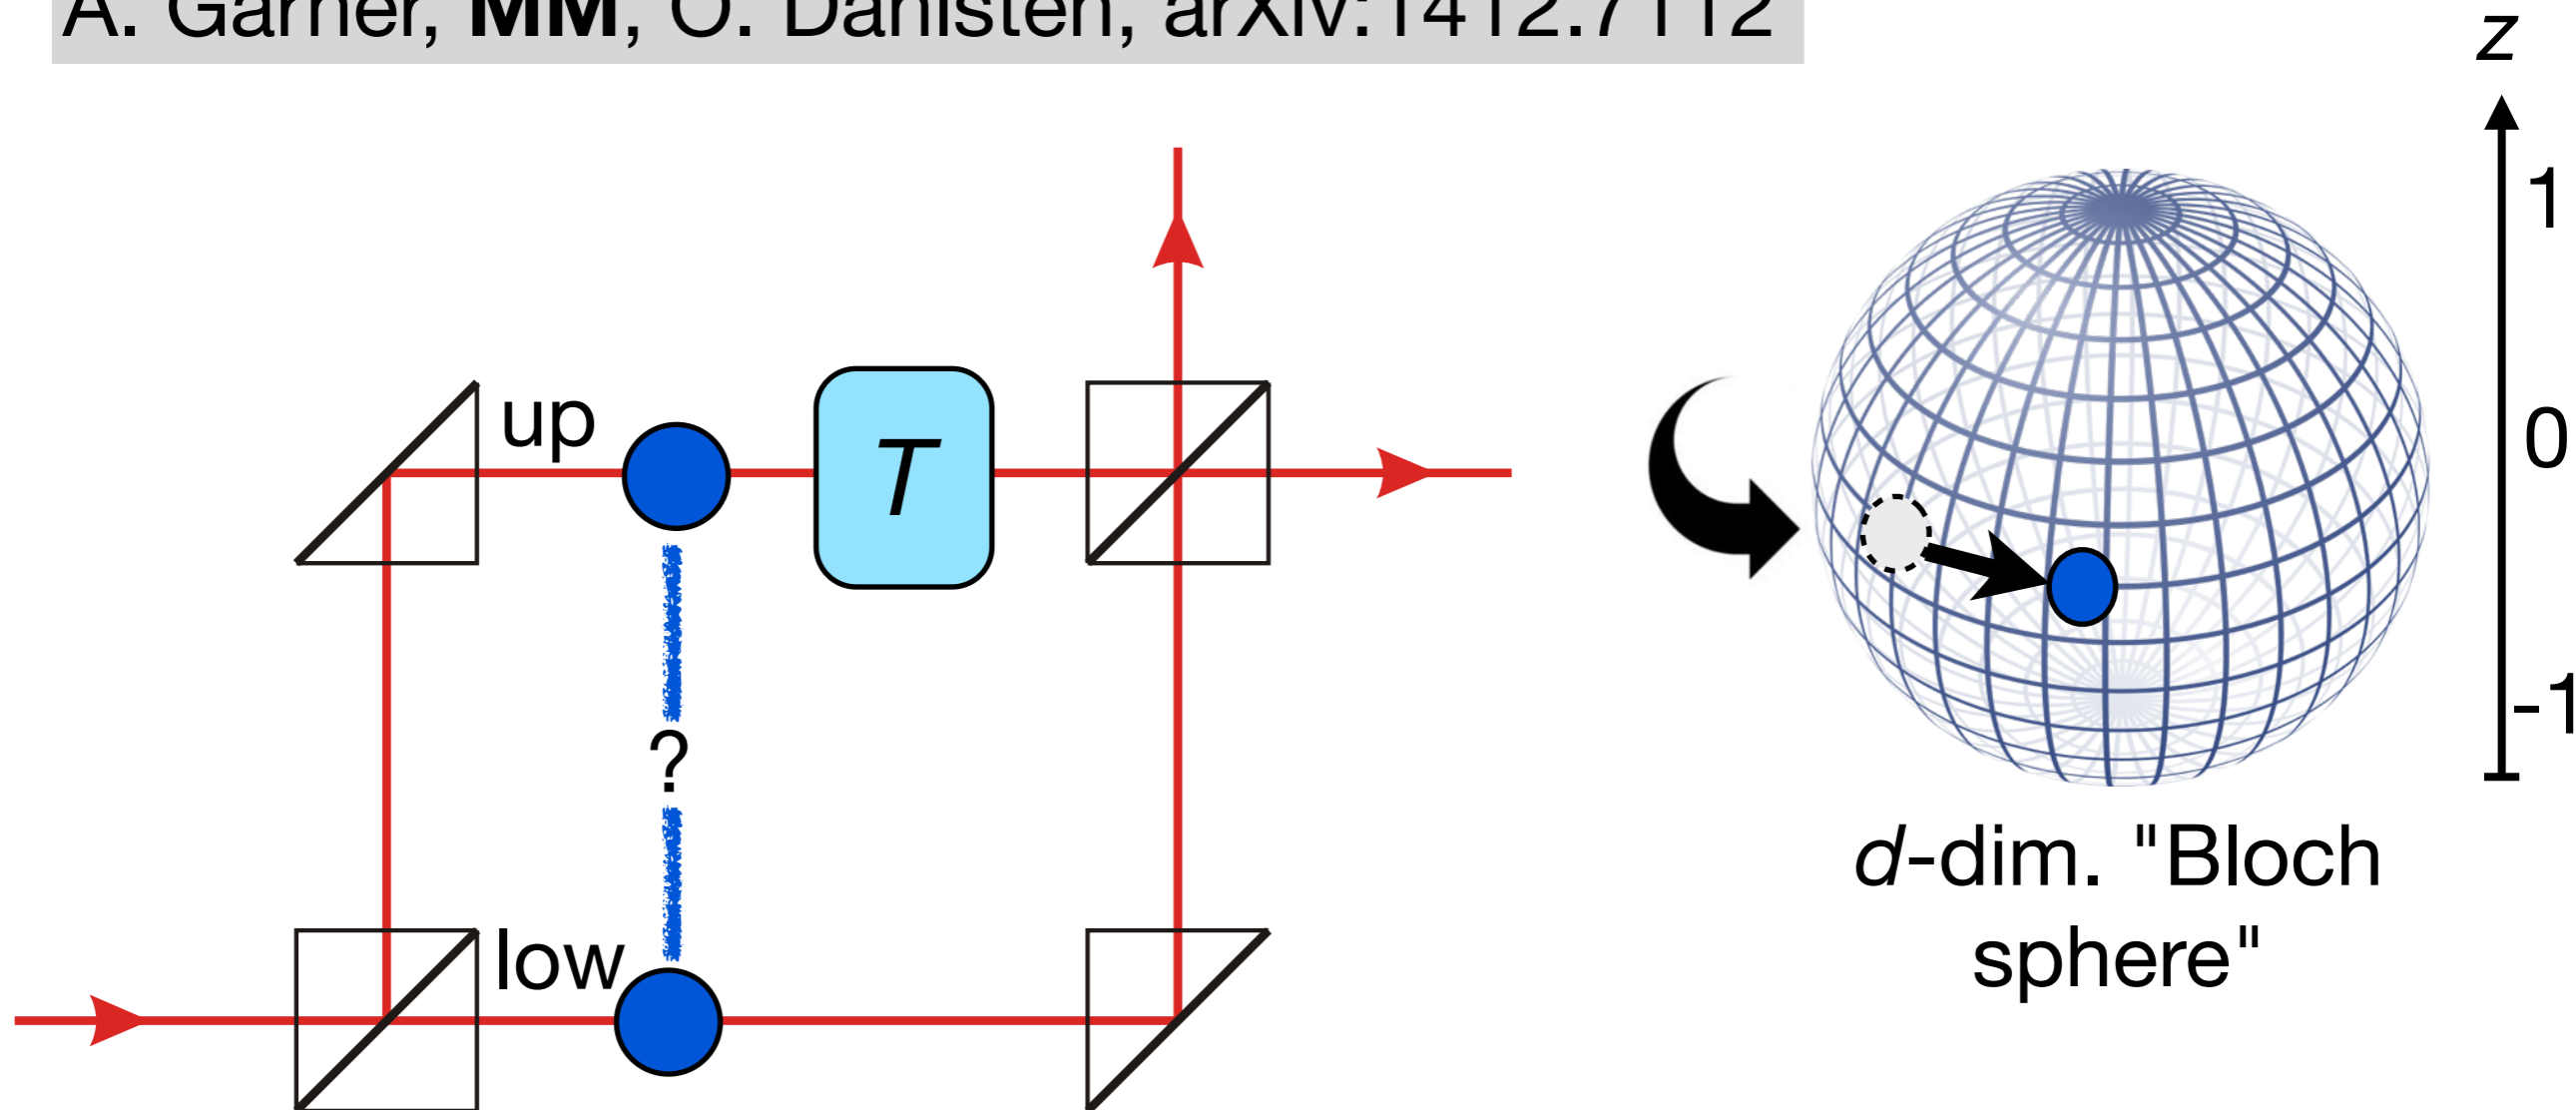 A. Garner, MM, O. Dahlsten, arXiv:1412.7112
z
1
up
T
0
?
-1
d-dim. "Bloch
sphere"
low